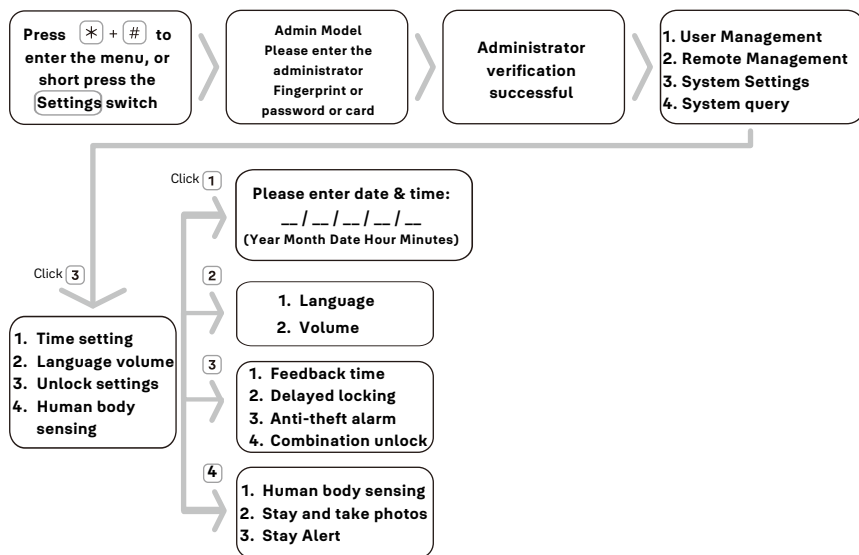 Press * + # to
enter the menu, or
short press the
Settings switch
Admin Model
Please enter the
administrator
Fingerprint or
password or card
Administrator
verification
successful
1. User Management
2. Remote Management
3. System Settings
4. System query
Click 3
1. Time setting
2. Language volume
3. Unlock settings
4. Human body
sensing
Click 1
Please enter date & time:
__ / __ / __ / __ / __
(Year Month Date Hour Minutes)
2
1. Language
2. Volume
3
1. Feedback time
2. Delayed locking
3. Anti-theft alarm
4. Combination unlock
4
1. Human body sensing
2. Stay and take photos
3. Stay Alert